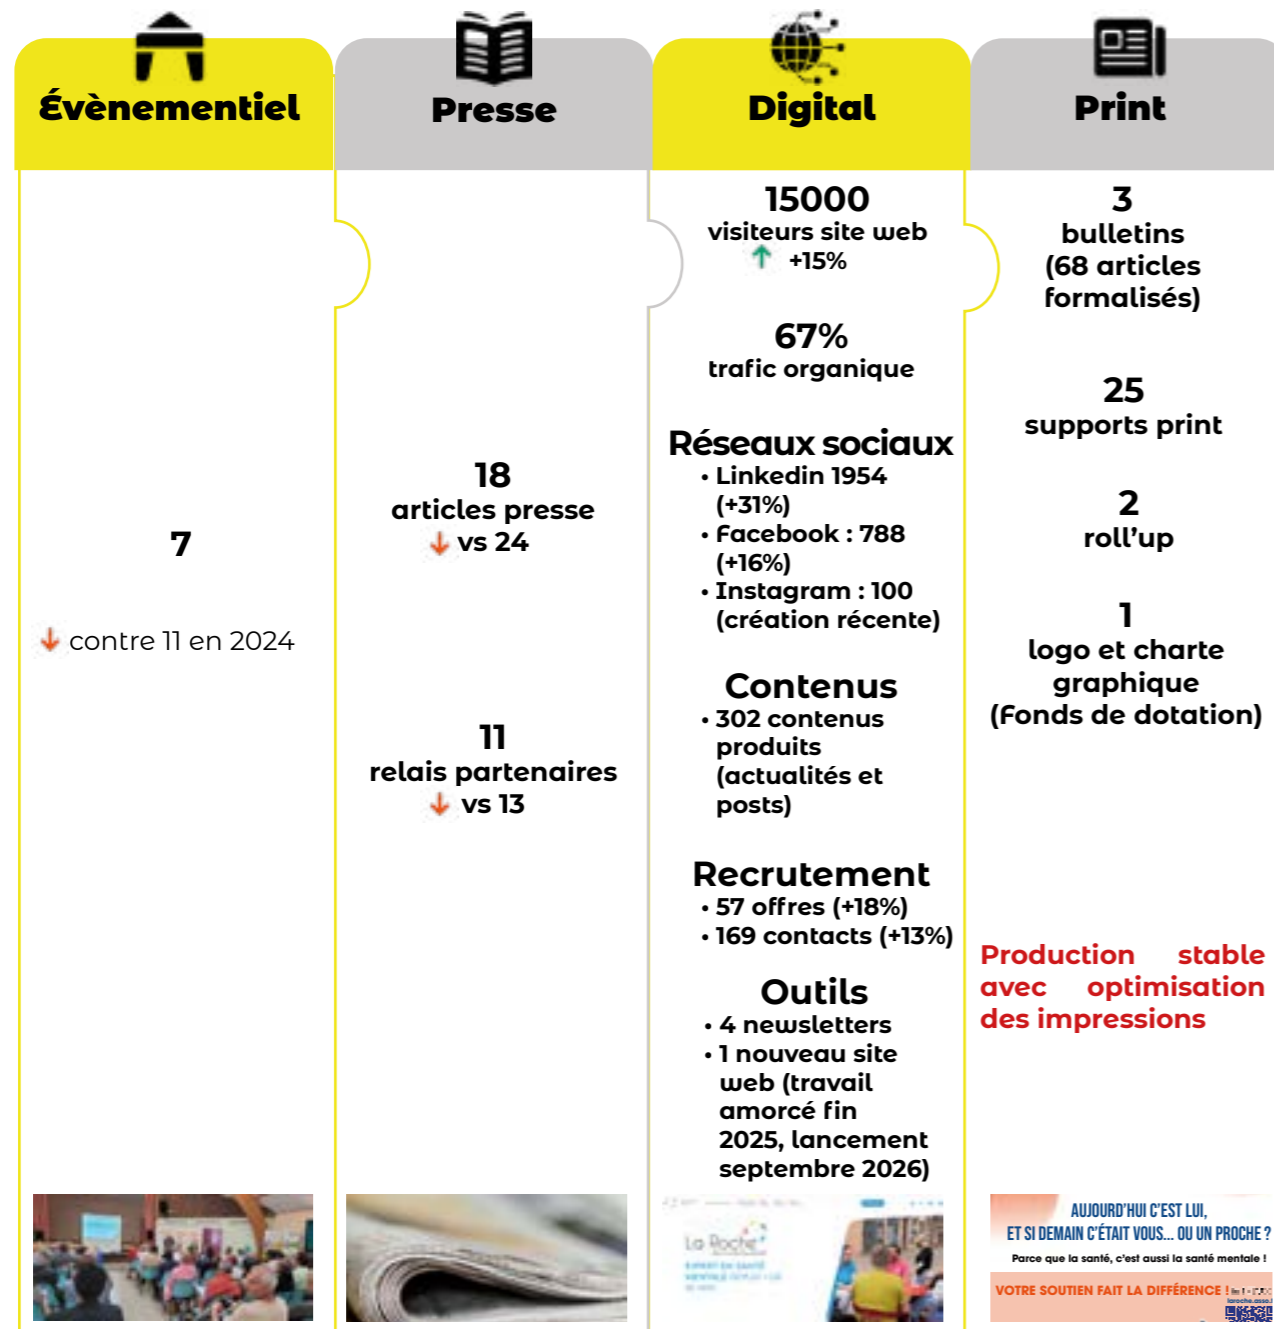 Évènementiel
7
contre 11 en 2024
Presse
18
articles presse
vs 24
11
relais partenaires
vs 13
Digital
15000
visiteurs site web
+15%
67%
trafic organique
Réseaux sociaux
• Linkedin 1954
(+31%)
• Facebook : 788
(+16%)
• Instagram : 100
(création récente)
Contenus
• 302 contenus
produits
(actualités et
posts)
Recrutement
• 57 offres (+18%)
• 169 contacts (+13%)
Outils
• 4 newsletters
• 1 nouveau site
web (travail
amorcé fin
2025, lancement
septembre 2026)
La Roche
EXPERT EN SANTÉ
Print
3
bulletins
(68 articles
formalisés)
25
supports print
2
roll'up
1
logo et charte
graphique
(Fonds de dotation)
Production stable
avec optimisation
des impressions
AUJOURD'HUI C'EST LUI,
ET SI DEMAIN C'ÉTAIT VOUS... OU UN PROCHE ?
Parce que la santé, c'est aussi la santé mentale !
VOTRE SOUTIEN FAIT LA DIFFÉRENCE !